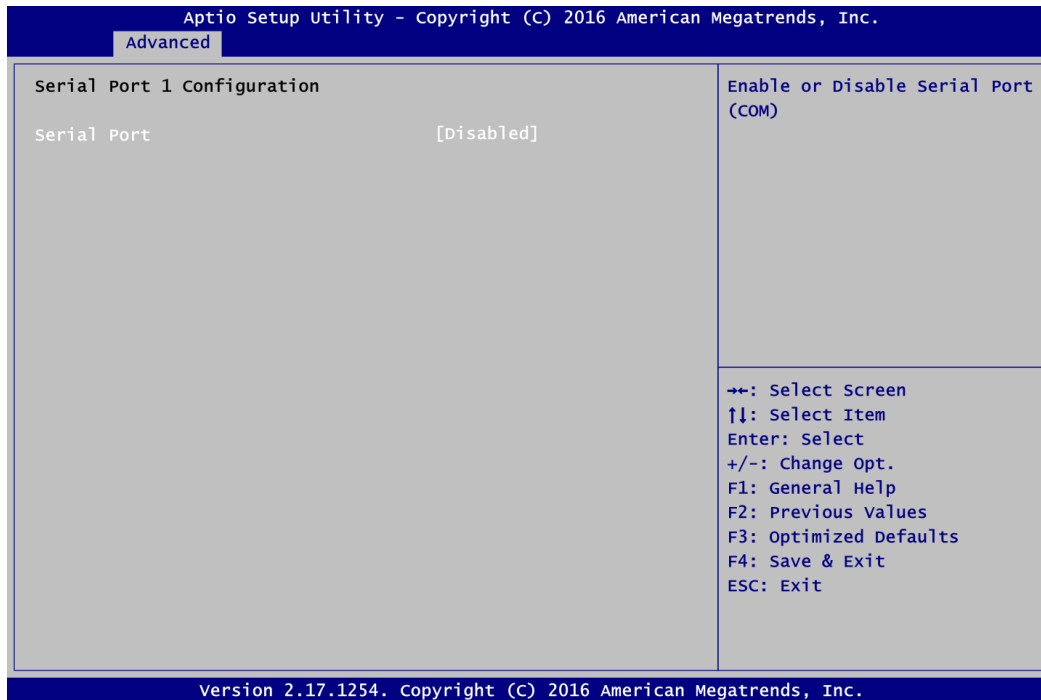 Aptio Setup Utility – Copyright (C) 2016 American Megatrends, Inc.
Advanced
Serial Port 1 Configuration
Serial Port [Disabled]
Enable or Disable Serial Port
(COM)
→←: Select Screen
↑↓: Select Item
Enter: Select
+/-: Change Opt.
F1: General Help
F2: Previous Values
F3: Optimized Defaults
F4: Save & Exit
ESC: Exit
Version 2.17.1254. Copyright (C) 2016 American Megatrends, Inc.